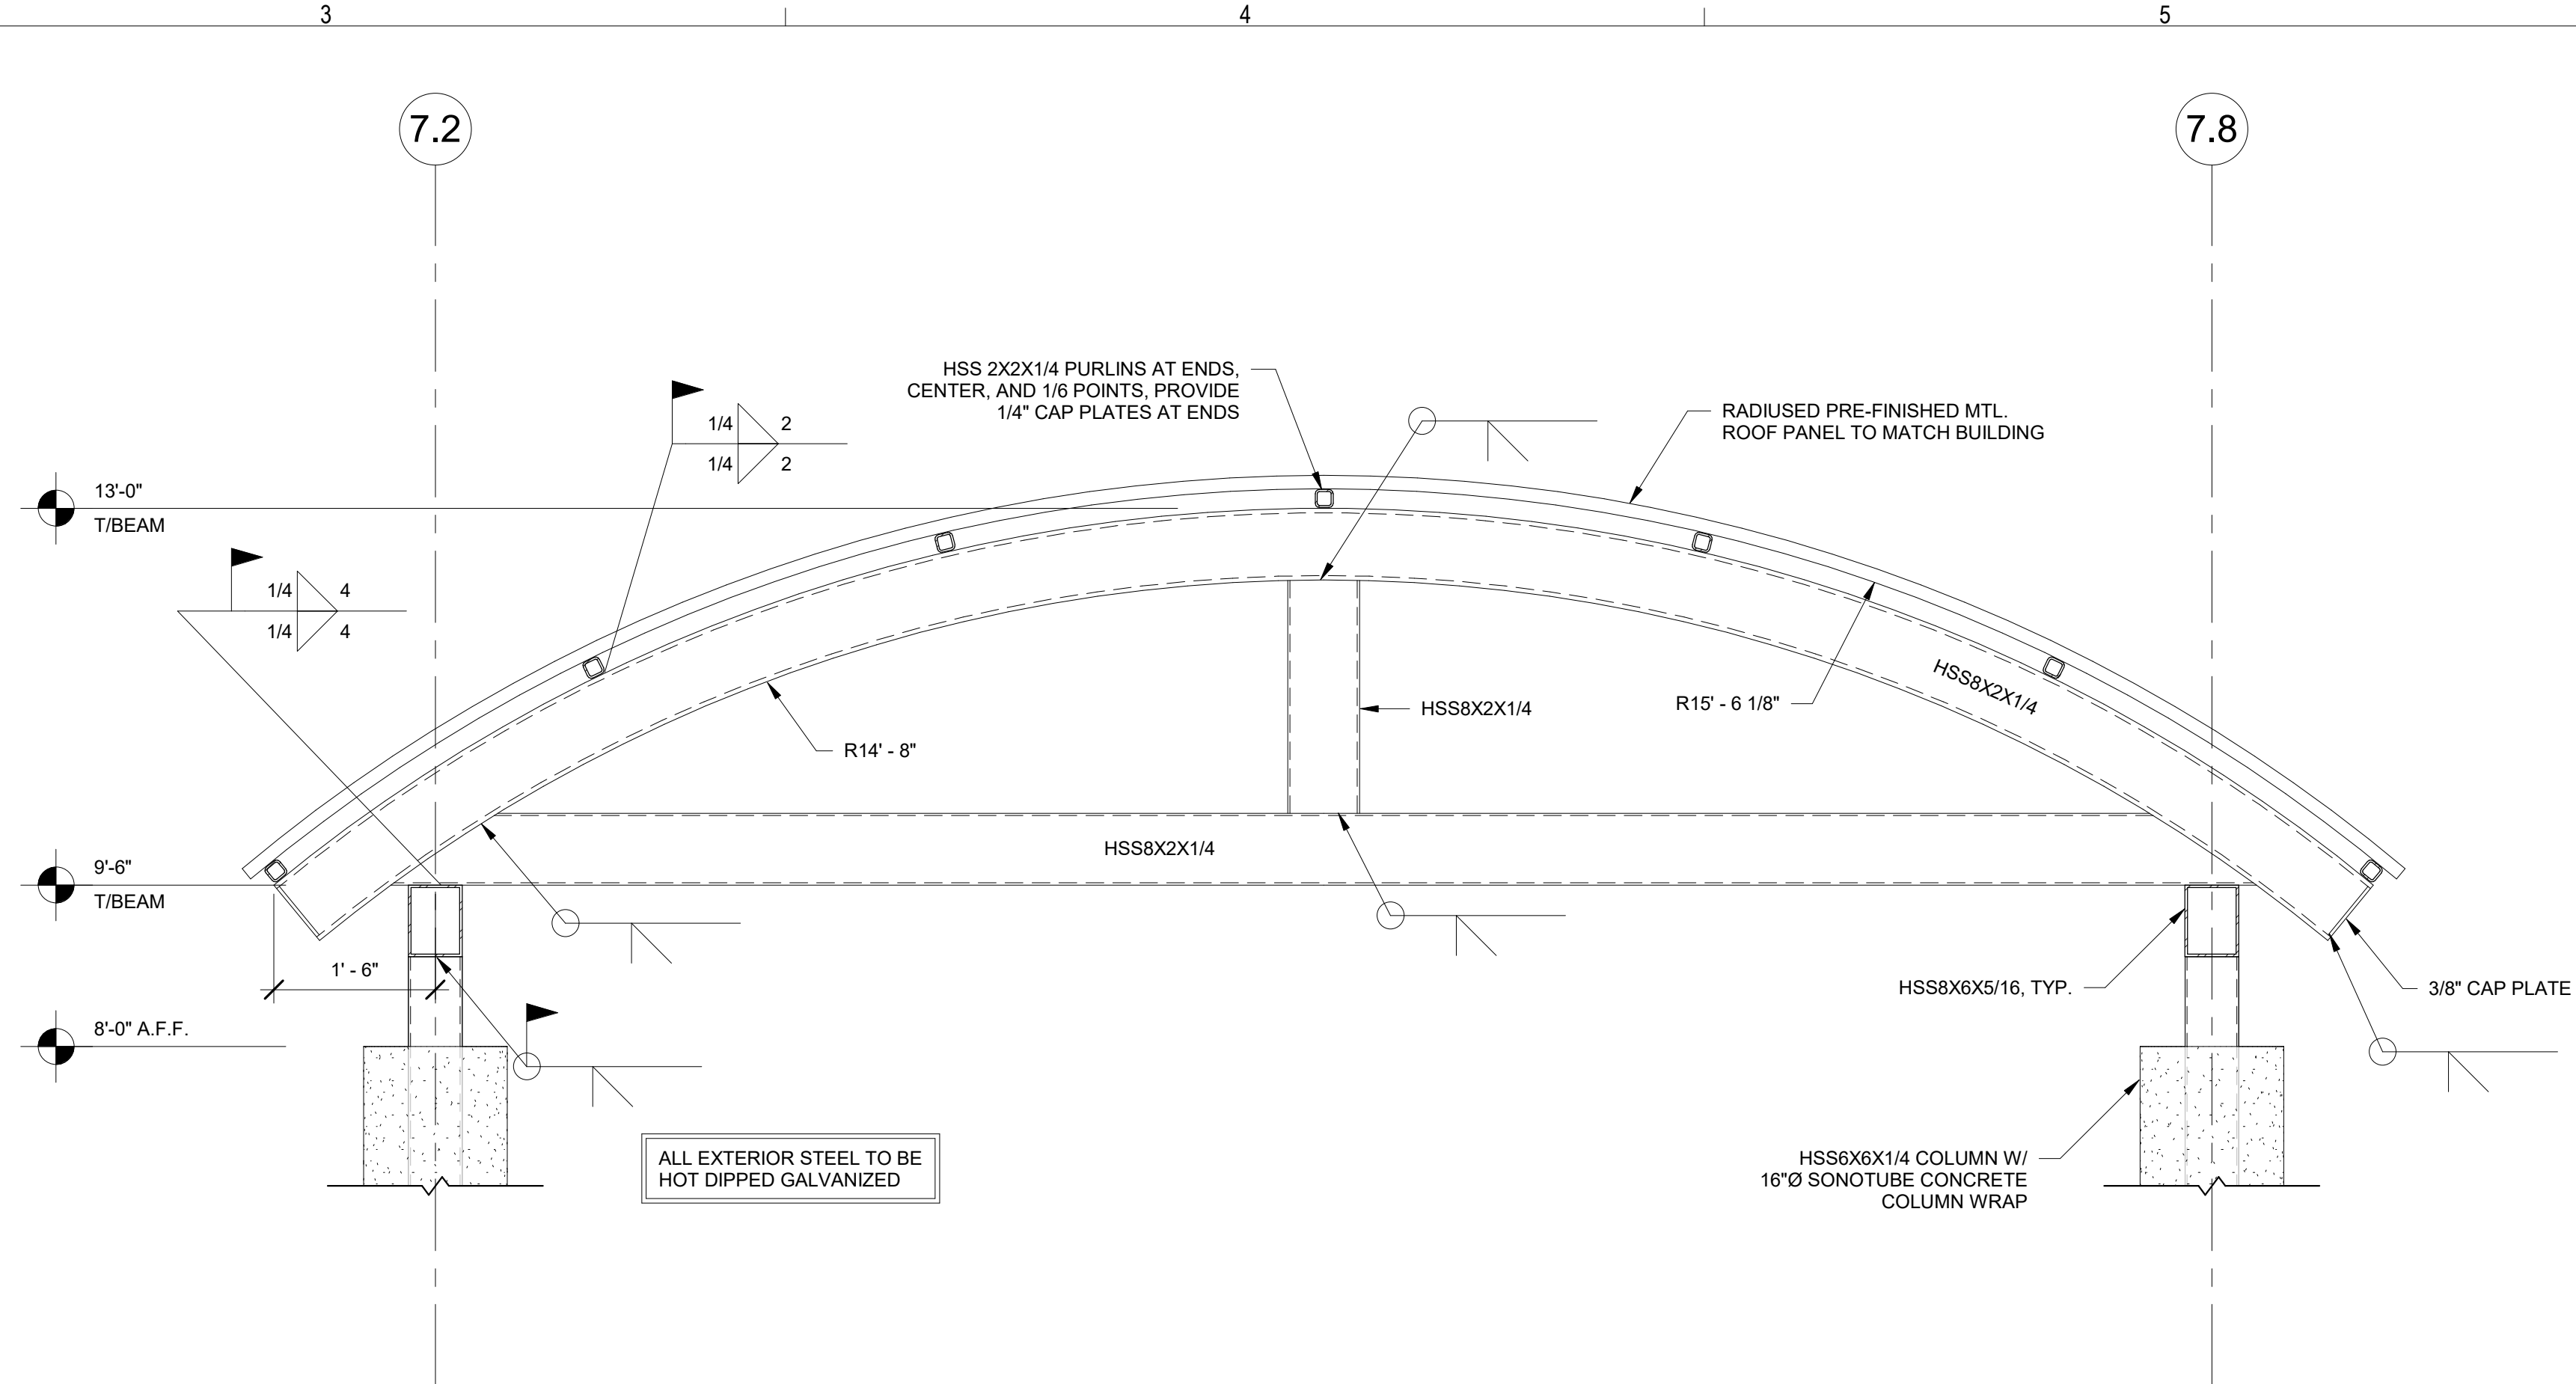 3
4
5
7.2
7.8
HSS 2X2X1/4 PURLINS AT ENDS,
CENTER, AND 1/6 POINTS, PROVIDE
1/4" CAP PLATES AT ENDS
RADIUSED PRE-FINISHED MTL.
ROOF PANEL TO MATCH BUILDING
1/4 2
1/4 2
13'-0"
T/BEAM
1/4 4
1/4 4
HSS8X2X1/4
R15' - 6 1/8"
HSS8X2X1/4
R14' - 8"
HSS8X2X1/4
9'-6"
T/BEAM
1' - 6"
HSS8X6X5/16, TYP.
3/8" CAP PLATE
8'-0" A.F.F.
ALL EXTERIOR STEEL TO BE
HOT DIPPED GALVANIZED
HSS6X6X1/4 COLUMN W/
16"Ø SONOTUBE CONCRETE
COLUMN WRAP